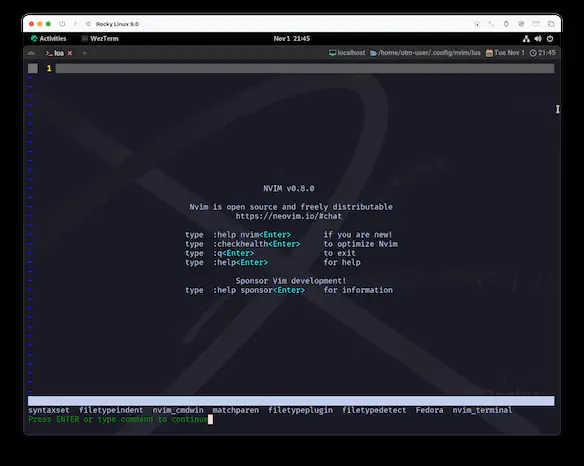 Rocky Linux 9.0
Activities WezTerm Nov 1 21:45
lua × + localhost /home/utm-user/.config/nvim/lua Tue Nov 1 21:45
1
~
~
~
~
~
~
~
~
~
~
~
~
NVIM v0.8.0
~
Nvim is open source and freely distributable
https://neovim.io/#chat
~
type :help nvim<Enter> if you are new!
type :checkhealth<Enter> to optimize Nvim
type :q<Enter> to exit
type :help<Enter> for help
~
Sponsor Vim development!
type :help sponsor<Enter> for information
~
~
~
~
~
~
~
~
~
~
~
syntaxset filetypeindent nvim_cmdwin matchparen filetypeplugin filetypedetect Fedora nvim_terminal
Press ENTER or type command to continue